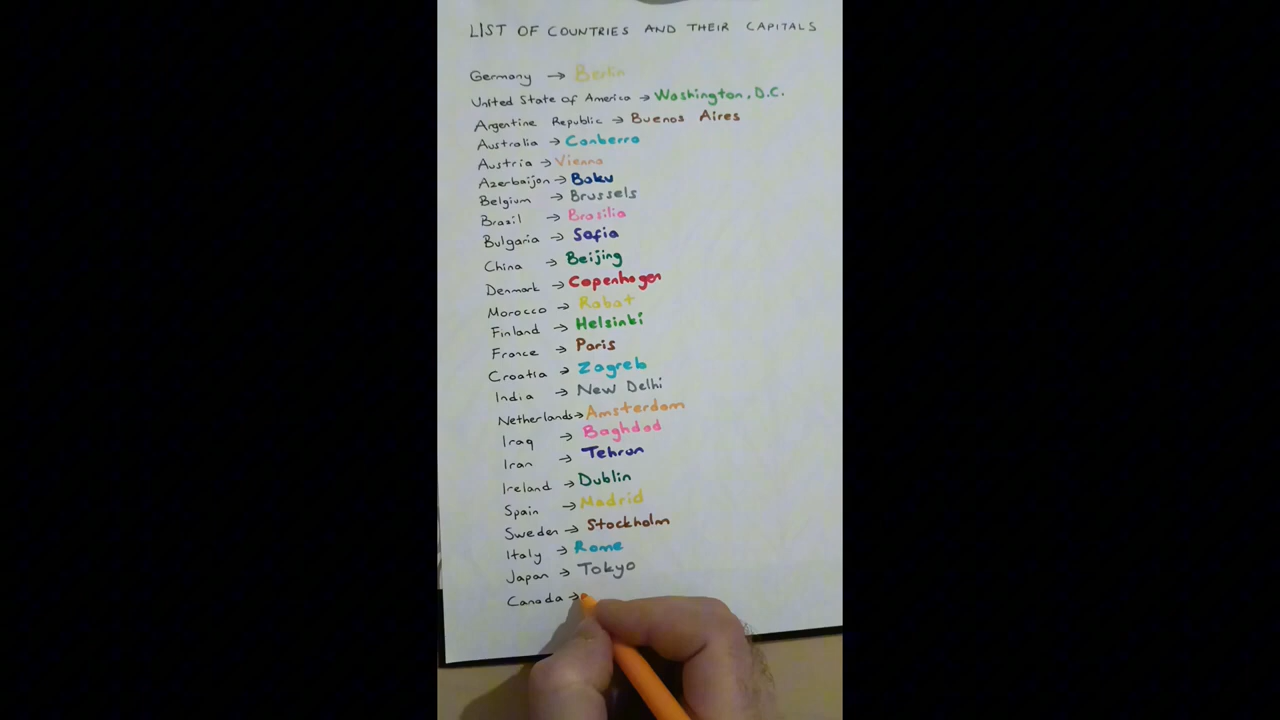 LIST OF COUNTRIES AND THEIR CAPITALS
Germany → Berlin
United State of America → Washington, D.C.
Argentine Republic → Buenos Aires
Australia → Canberra
Austria → Vienna
Azerbaijan → Baku
Belgium → Brussels
Brazil → Brasilia
Bulgaria → Sofia
China → Beijing
Denmark → Copenhagen
Morocco → Rabat
Finland → Helsinki
France → Paris
Croatia → Zagreb
India → New Delhi
Netherlands → Amsterdam
Iraq → Baghdad
Iran → Tehran
Ireland → Dublin
Spain → Madrid
Sweden → Stockholm
Italy → Rome
Japan → Tokyo
Canada →